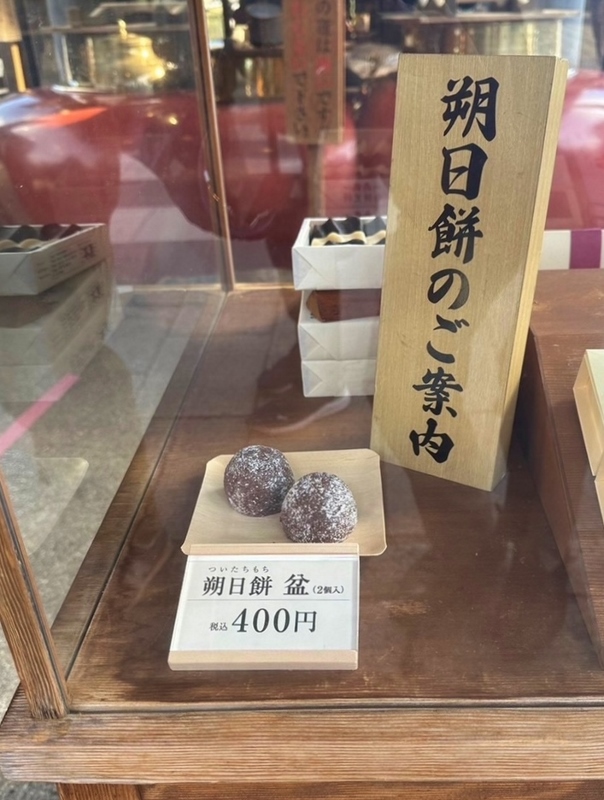 朔日餅のご案内
ついたちもち
朔日餅 盆(2個入)
税込400円